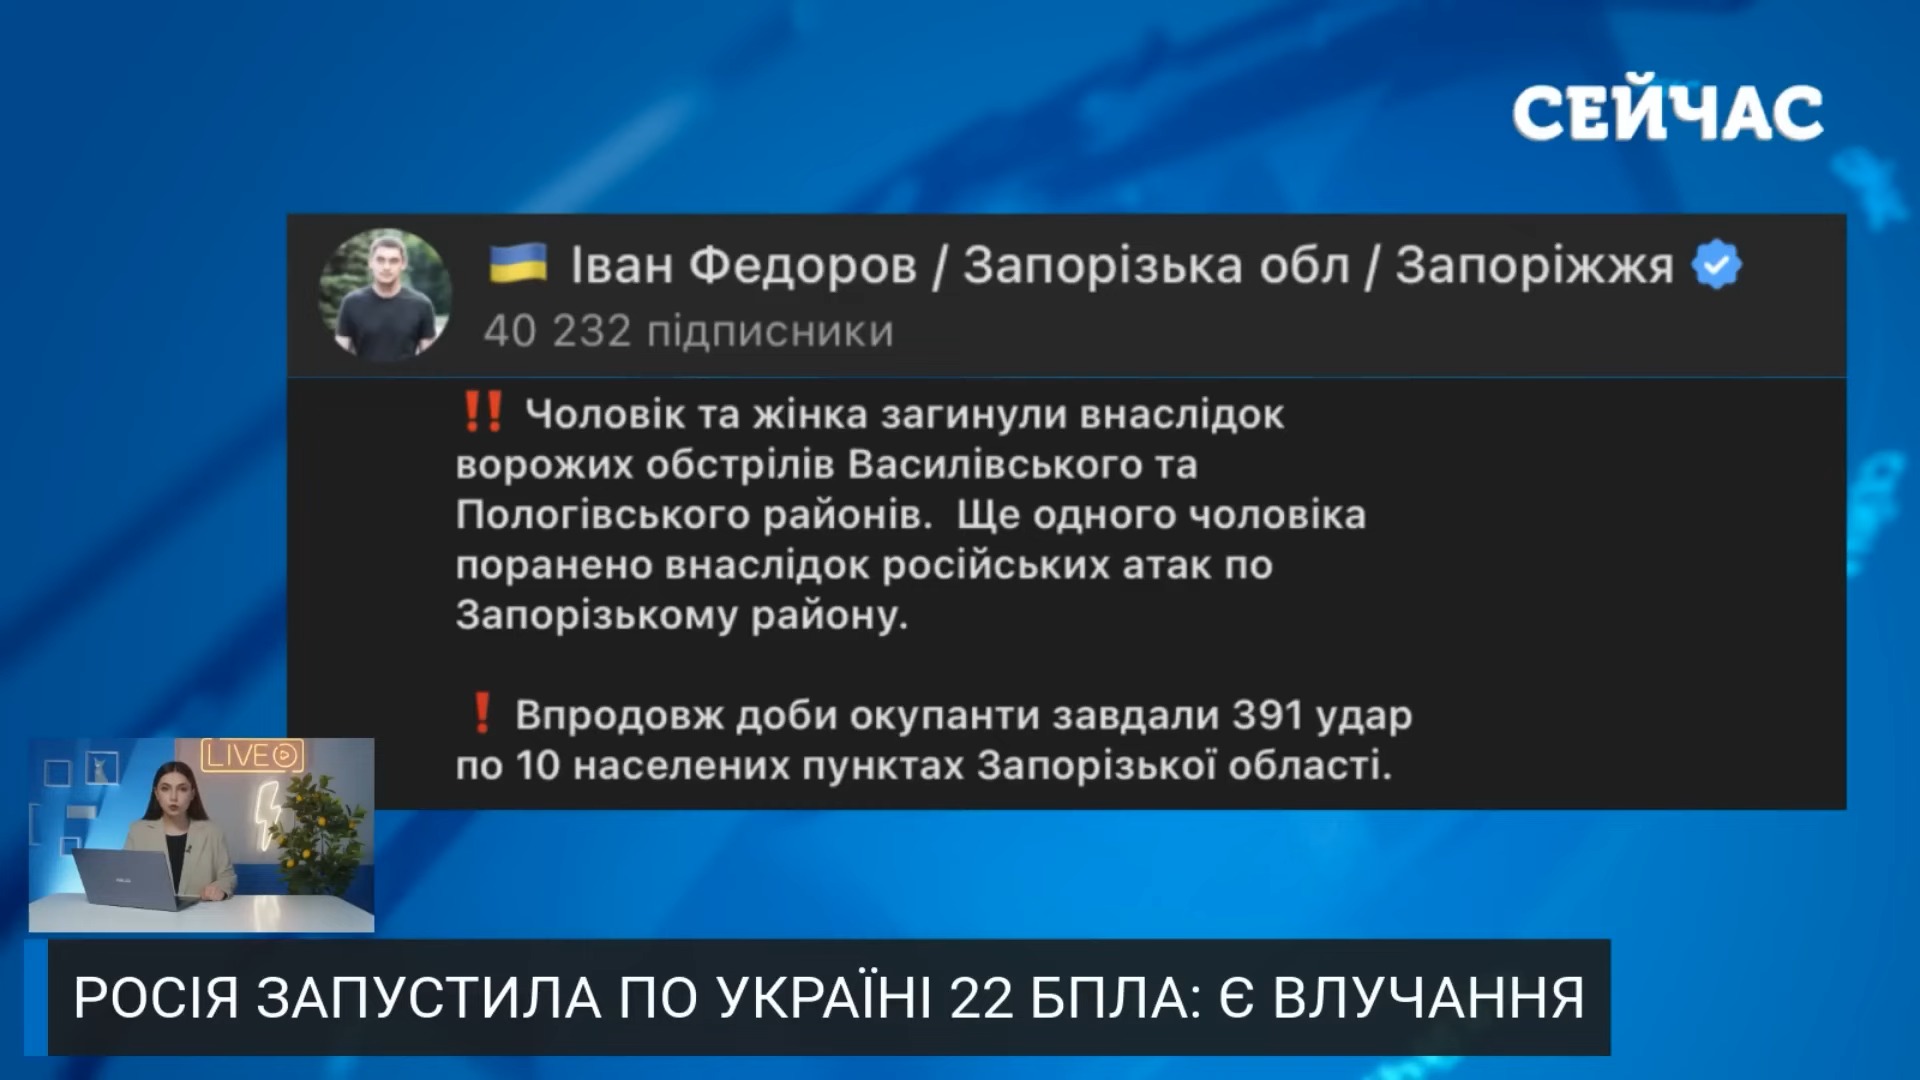 СЕЙЧАС
🇺🇦 Іван Федоров / Запорізька обл / Запоріжжя
40 232 підписники
‼️ Чоловік та жінка загинули внаслідок
ворожих обстрілів Василівського та
Пологівського районів. Ще одного чоловіка
поранено внаслідок російських атак по
Запорізькому району.
❗ Впродовж доби окупанти завдали 391 удар
по 10 населених пунктах Запорізької області.
LIVE
РОСІЯ ЗАПУСТИЛА ПО УКРАЇНІ 22 БПЛА: Є ВЛУЧАННЯ